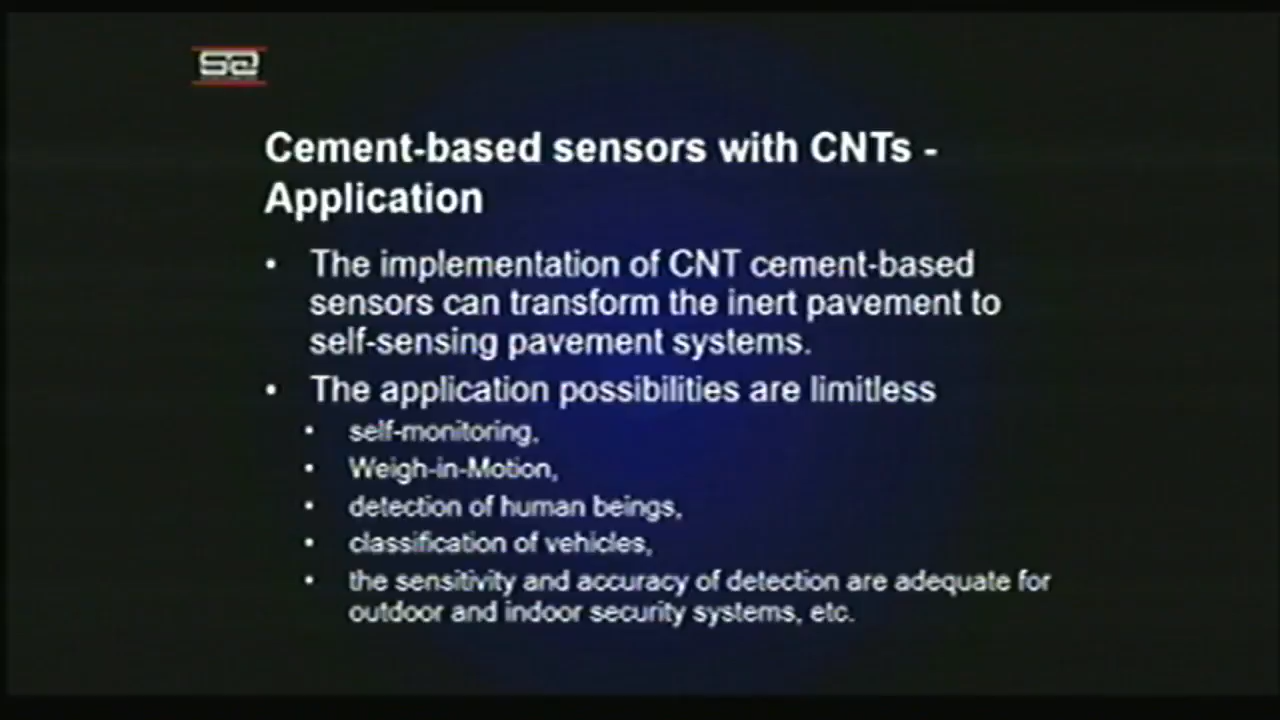 Cement-based sensors with CNTs -
Application
• The implementation of CNT cement-based
sensors can transform the inert pavement to
self-sensing pavement systems.
• The application possibilities are limitless
• self-monitoring,
• Weigh-in-Motion,
• detection of human beings,
• classification of vehicles,
• the sensitivity and accuracy of detection are adequate for
outdoor and indoor security systems, etc.